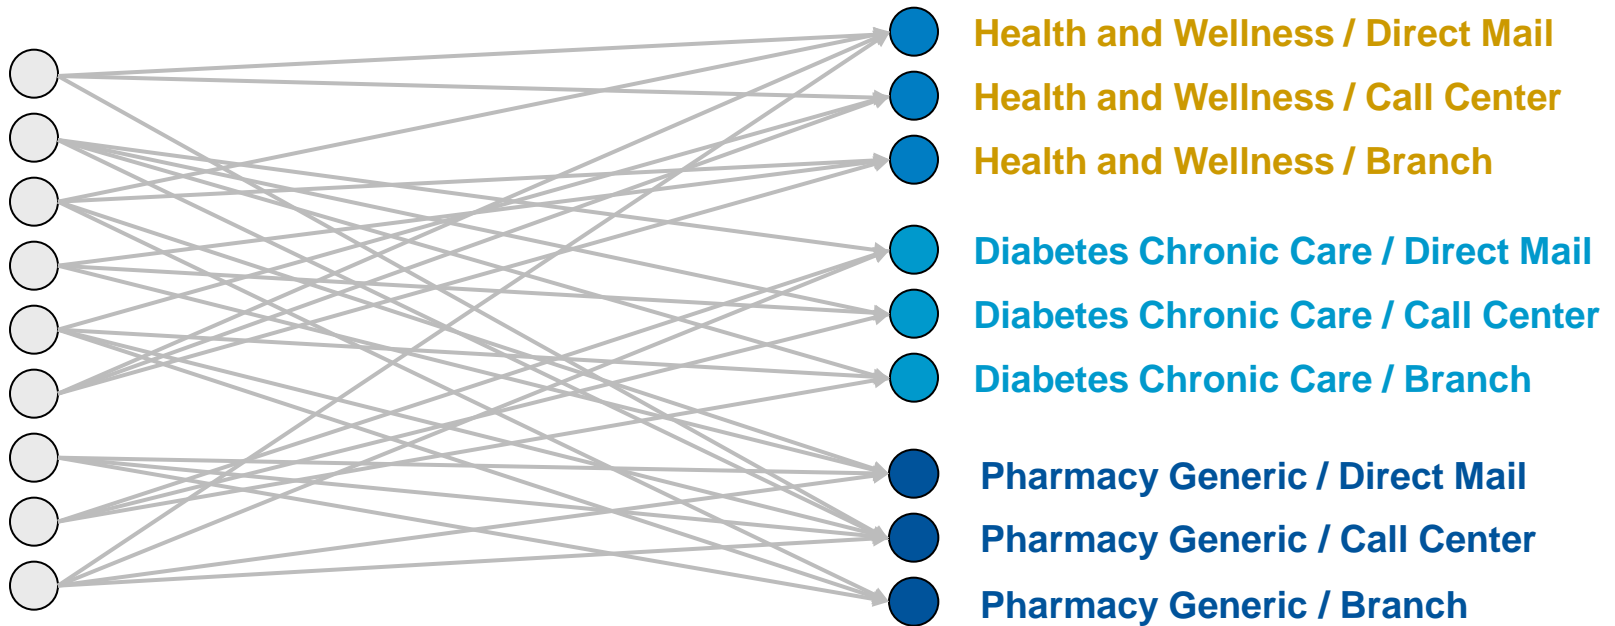 Health and Wellness / Direct Mail
Health and Wellness / Call Center
Health and Wellness / Branch
Diabetes Chronic Care / Direct Mail
Diabetes Chronic Care / Call Center
Diabetes Chronic Care / Branch
Pharmacy Generic / Direct Mail
Pharmacy Generic / Call Center
Pharmacy Generic / Branch